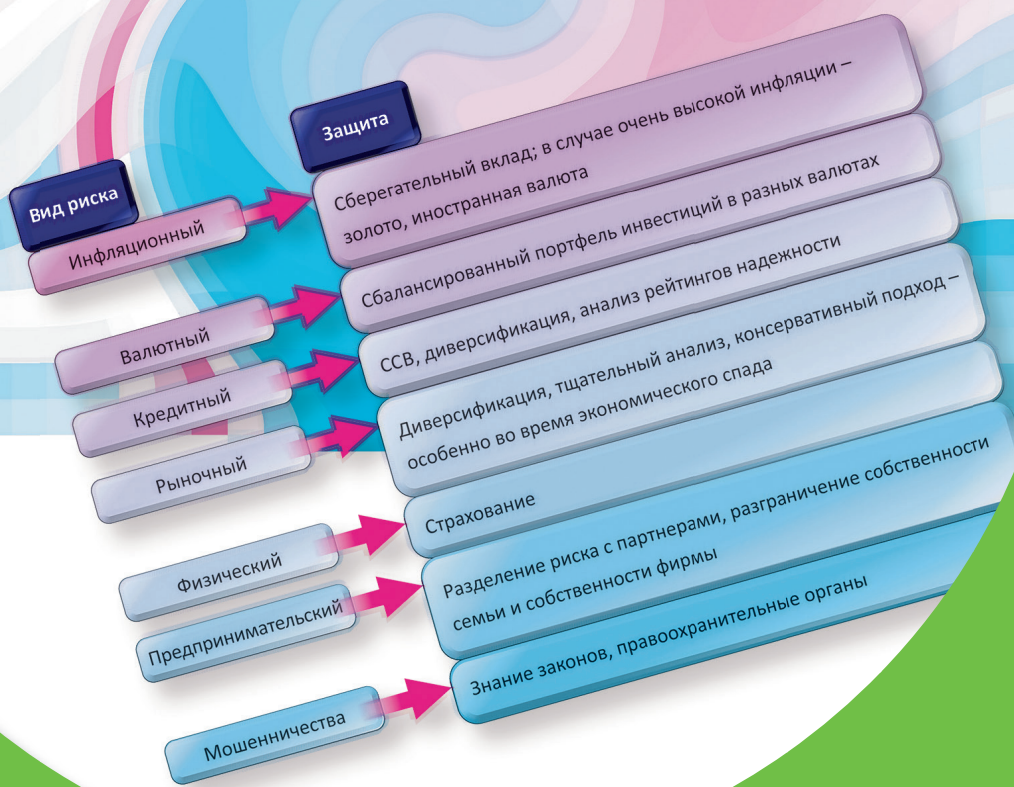 Вид риска
Защита
Инфляционный
Сберегательный вклад; в случае очень высокой инфляции –
золото, иностранная валюта
Валютный
Сбалансированный портфель инвестиций в разных валютах
Кредитный
ССВ, диверсификация, анализ рейтингов надежности
Рыночный
Диверсификация, тщательный анализ, консервативный подход –
особенно во время экономического спада
Физический
Страхование
Предпринимательский
Разделение риска с партнерами, разграничение собственности
семьи и собственности фирмы
Мошенничества
Знание законов, правоохранительные органы